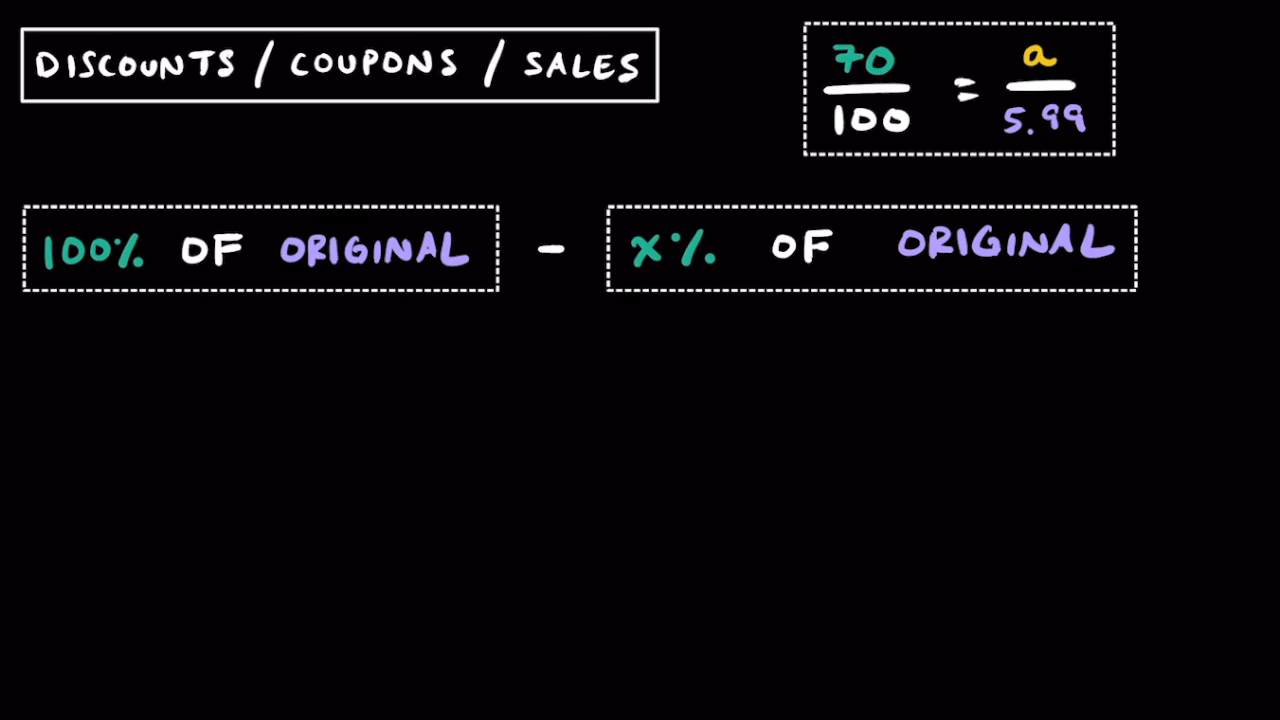 DISCOUNTS / COUPONS / SALES
70/100 = a/5.99
100% OF ORIGINAL - x% OF ORIGINAL